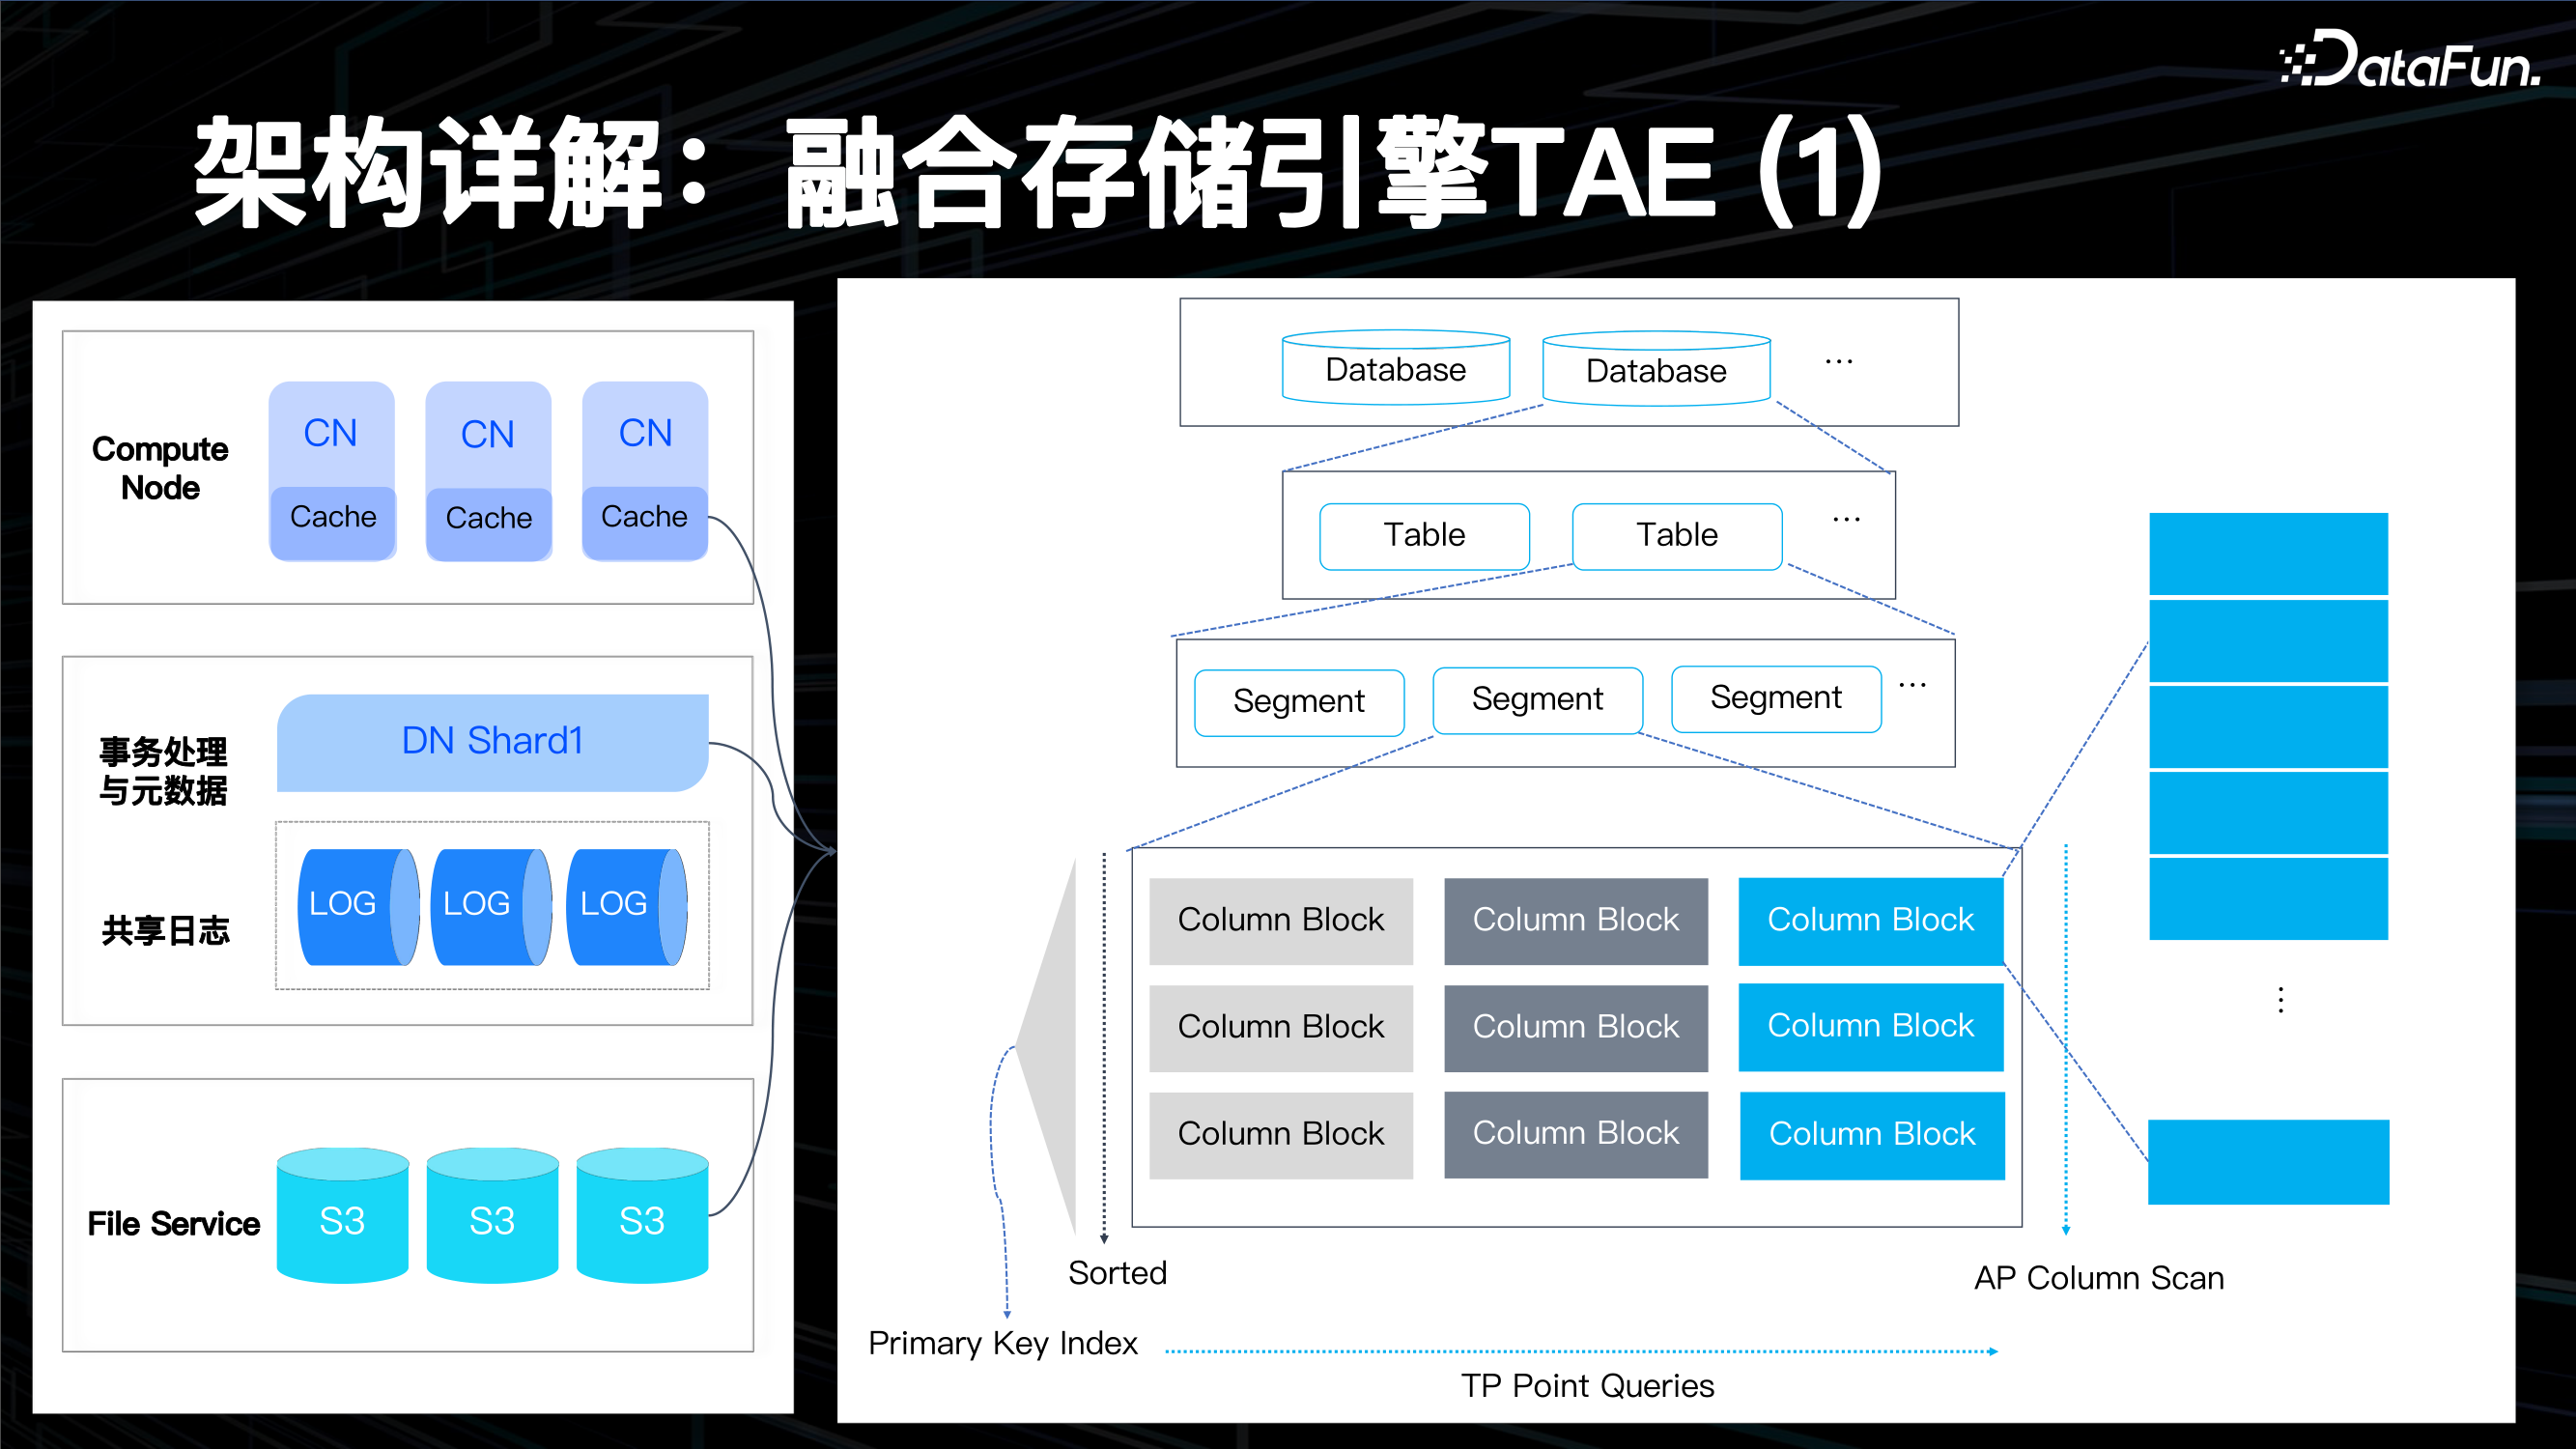 DataFun.
架构详解：融合存储引擎TAE (1)
Compute
Node
CN
CN
CN
Cache
Cache
Cache
事务处理
与元数据
DN Shard1
共享日志
LOG
LOG
LOG
File Service
S3
S3
S3
Database
Database
...
Table
Table
...
Segment
Segment
Segment
...
Column Block
Column Block
Column Block
Column Block
Column Block
Column Block
Column Block
Column Block
Column Block
...
Sorted
AP Column Scan
Primary Key Index
TP Point Queries